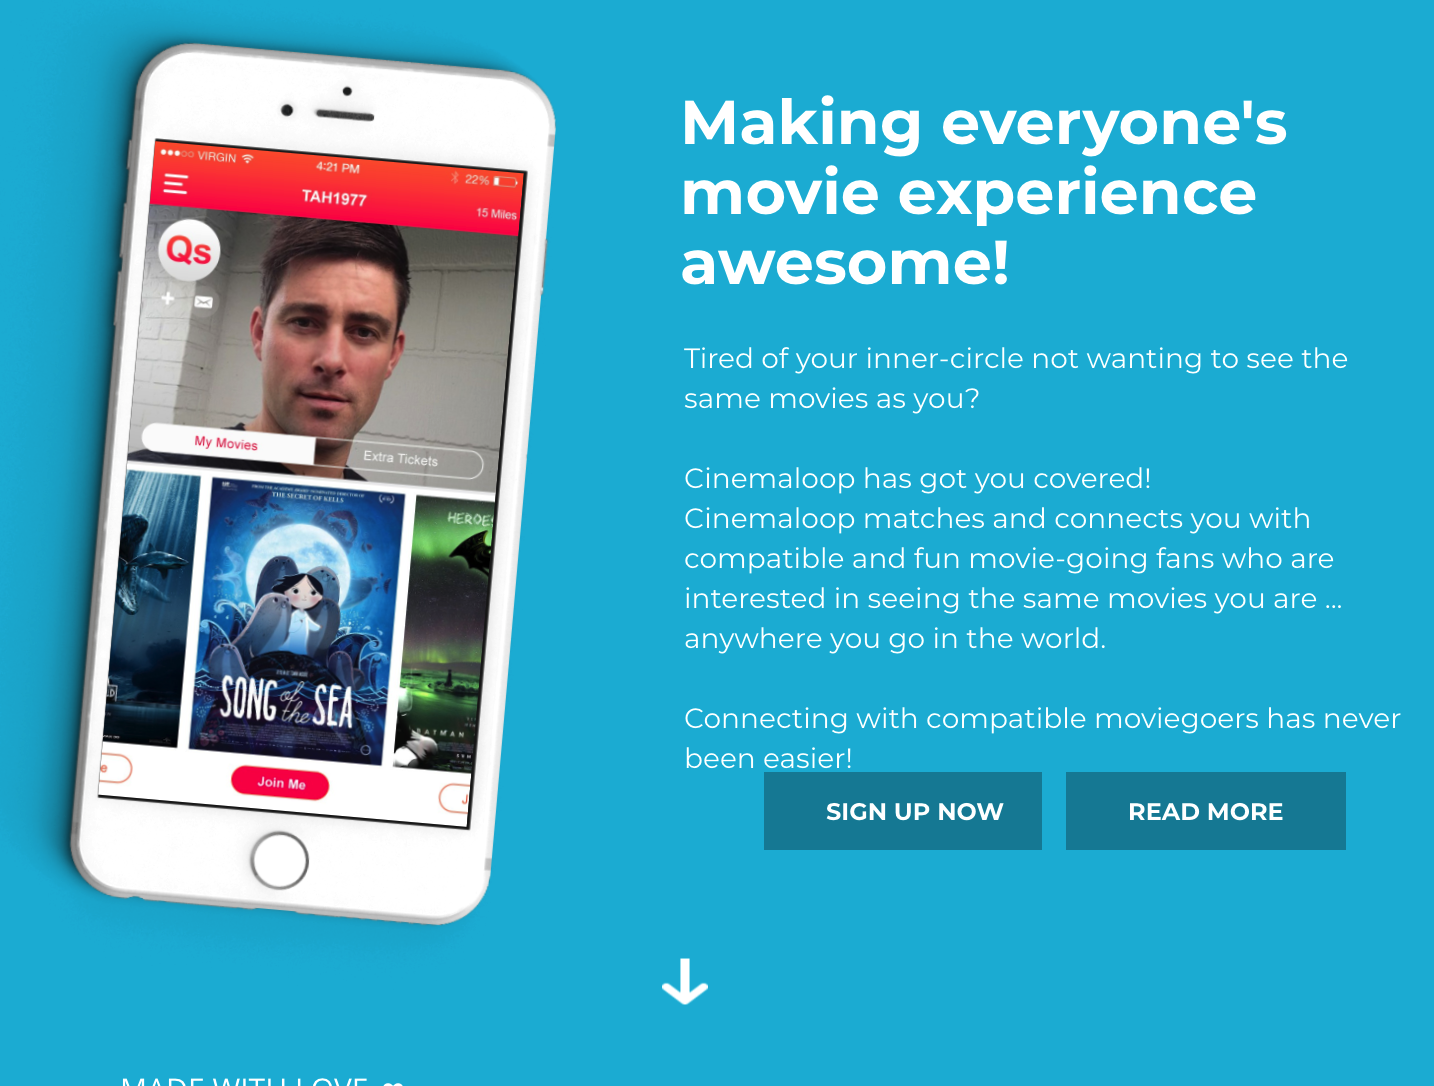 VIRGIN
4:21 PM
22%
TAH1977
15 Miles
Qs
My Movies
Extra Tickets
THE SECRET OF KELLS
HEROES
SONG of the SEA
Join Me
Making everyone's
movie experience
awesome!
Tired of your inner-circle not wanting to see the
same movies as you?
Cinemaloop has got you covered!
Cinemaloop matches and connects you with
compatible and fun movie-going fans who are
interested in seeing the same movies you are ...
anywhere you go in the world.
Connecting with compatible moviegoers has never
been easier!
SIGN UP NOW
READ MORE
MADE WITH LOVE